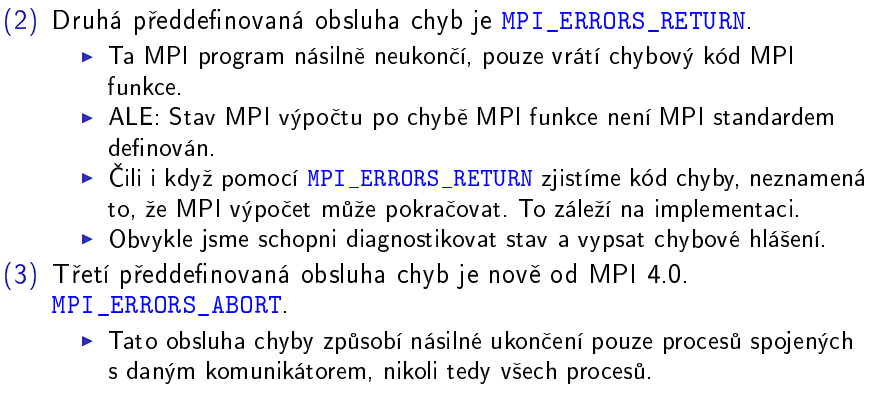 (2) Druhá předdefinovaná obsluha chyb je MPI_ERRORS_RETURN.
▶ Ta MPI program násilně neukončí, pouze vrátí chybový kód MPI
funkce.
▶ ALE: Stav MPI výpočtu po chybě MPI funkce není MPI standardem
definován.
▶ Čili i když pomocí MPI_ERRORS_RETURN zjistíme kód chyby, neznamená
to, že MPI výpočet může pokračovat. To záleží na implementaci.
▶ Obvykle jsme schopni diagnostikovat stav a vypsat chybové hlášení.
(3) Třetí předdefinovaná obsluha chyb je nově od MPI 4.0.
MPI_ERRORS_ABORT.
▶ Tato obsluha chyby způsobí násilné ukončení pouze procesů spojených
s daným komunikátorem, nikoli tedy všech procesů.